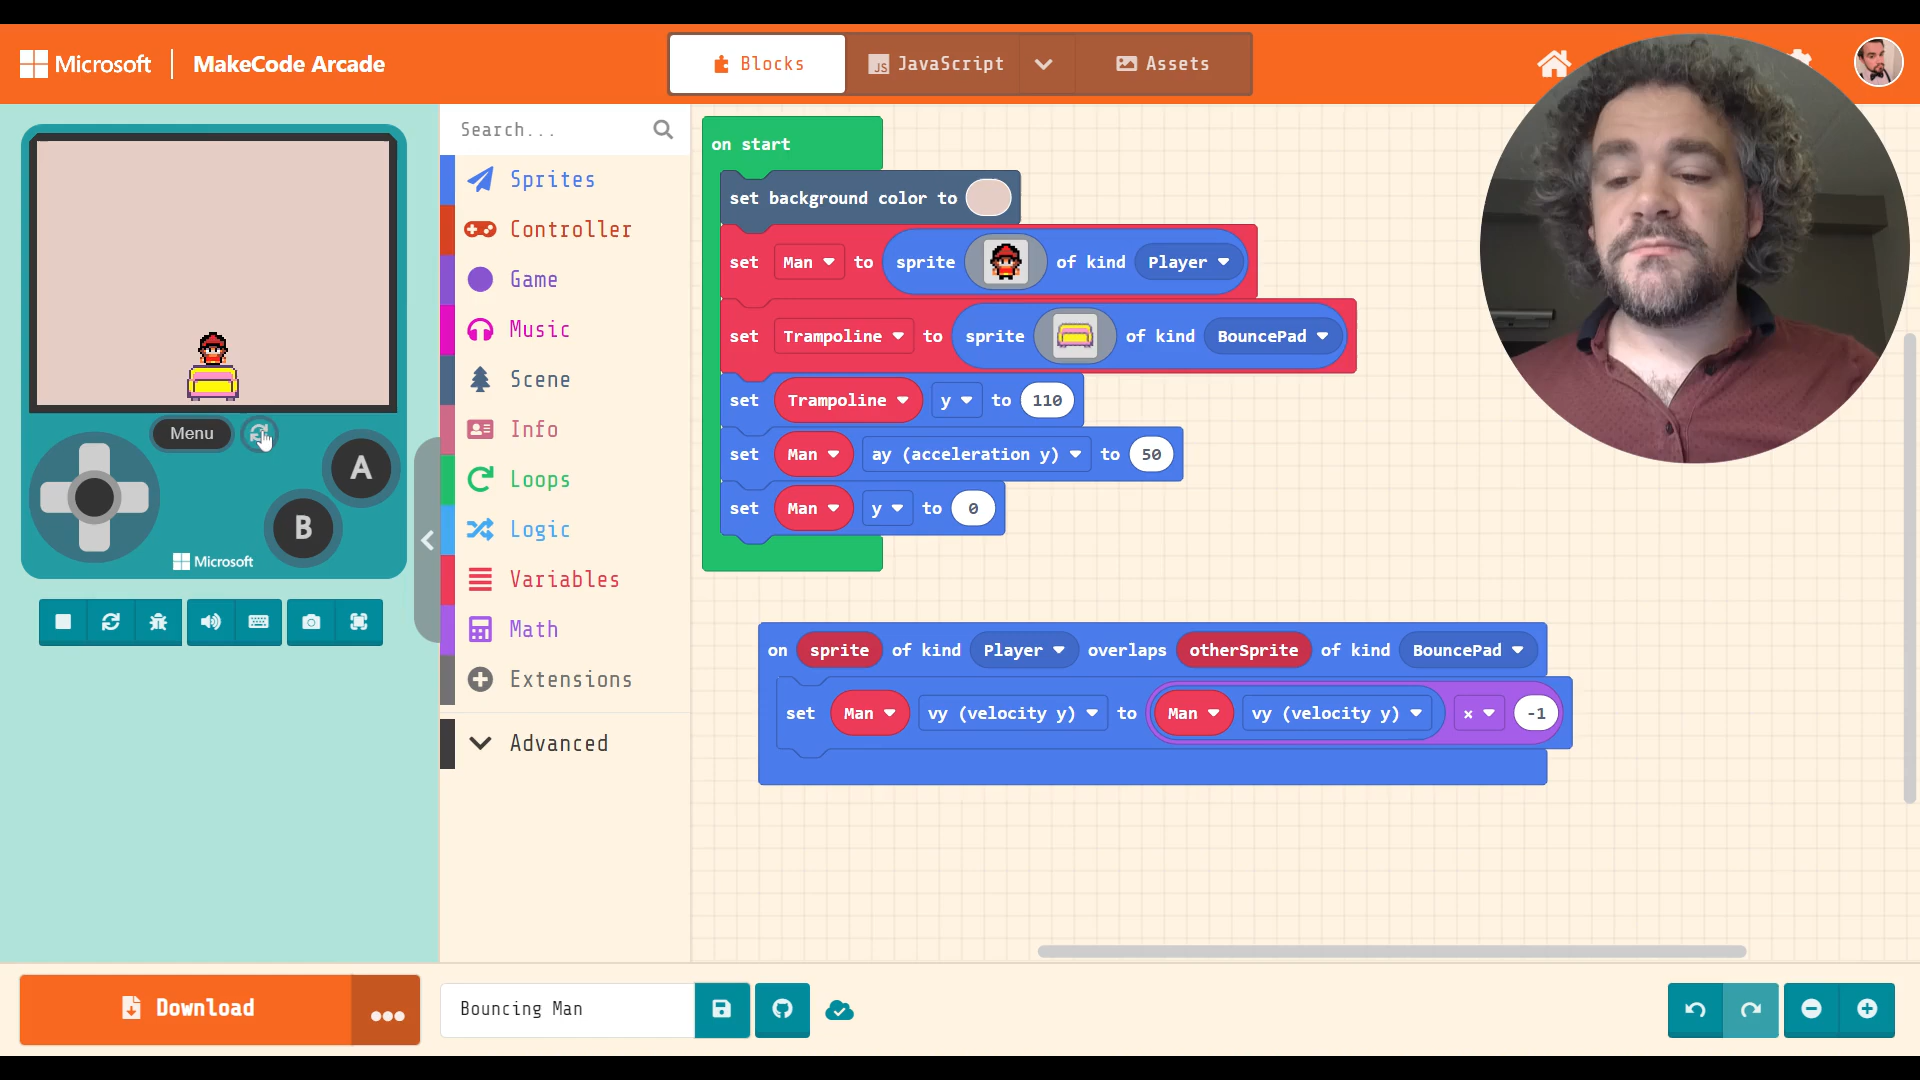 Microsoft
MakeCode Arcade
Blocks
JS JavaScript
Assets
Menu
A
B
Microsoft
Search...
Sprites
Controller
Game
Music
Scene
Info
Loops
Logic
Variables
Math
Extensions
Advanced
on start
set background color to
set Man to sprite of kind Player
set Trampoline to sprite of kind BouncePad
set Trampoline y to 110
set Man ay (acceleration y) to 50
set Man y to 0
on sprite of kind Player overlaps otherSprite of kind BouncePad
set Man vy (velocity y) to Man vy (velocity y) × -1
Download
Bouncing Man